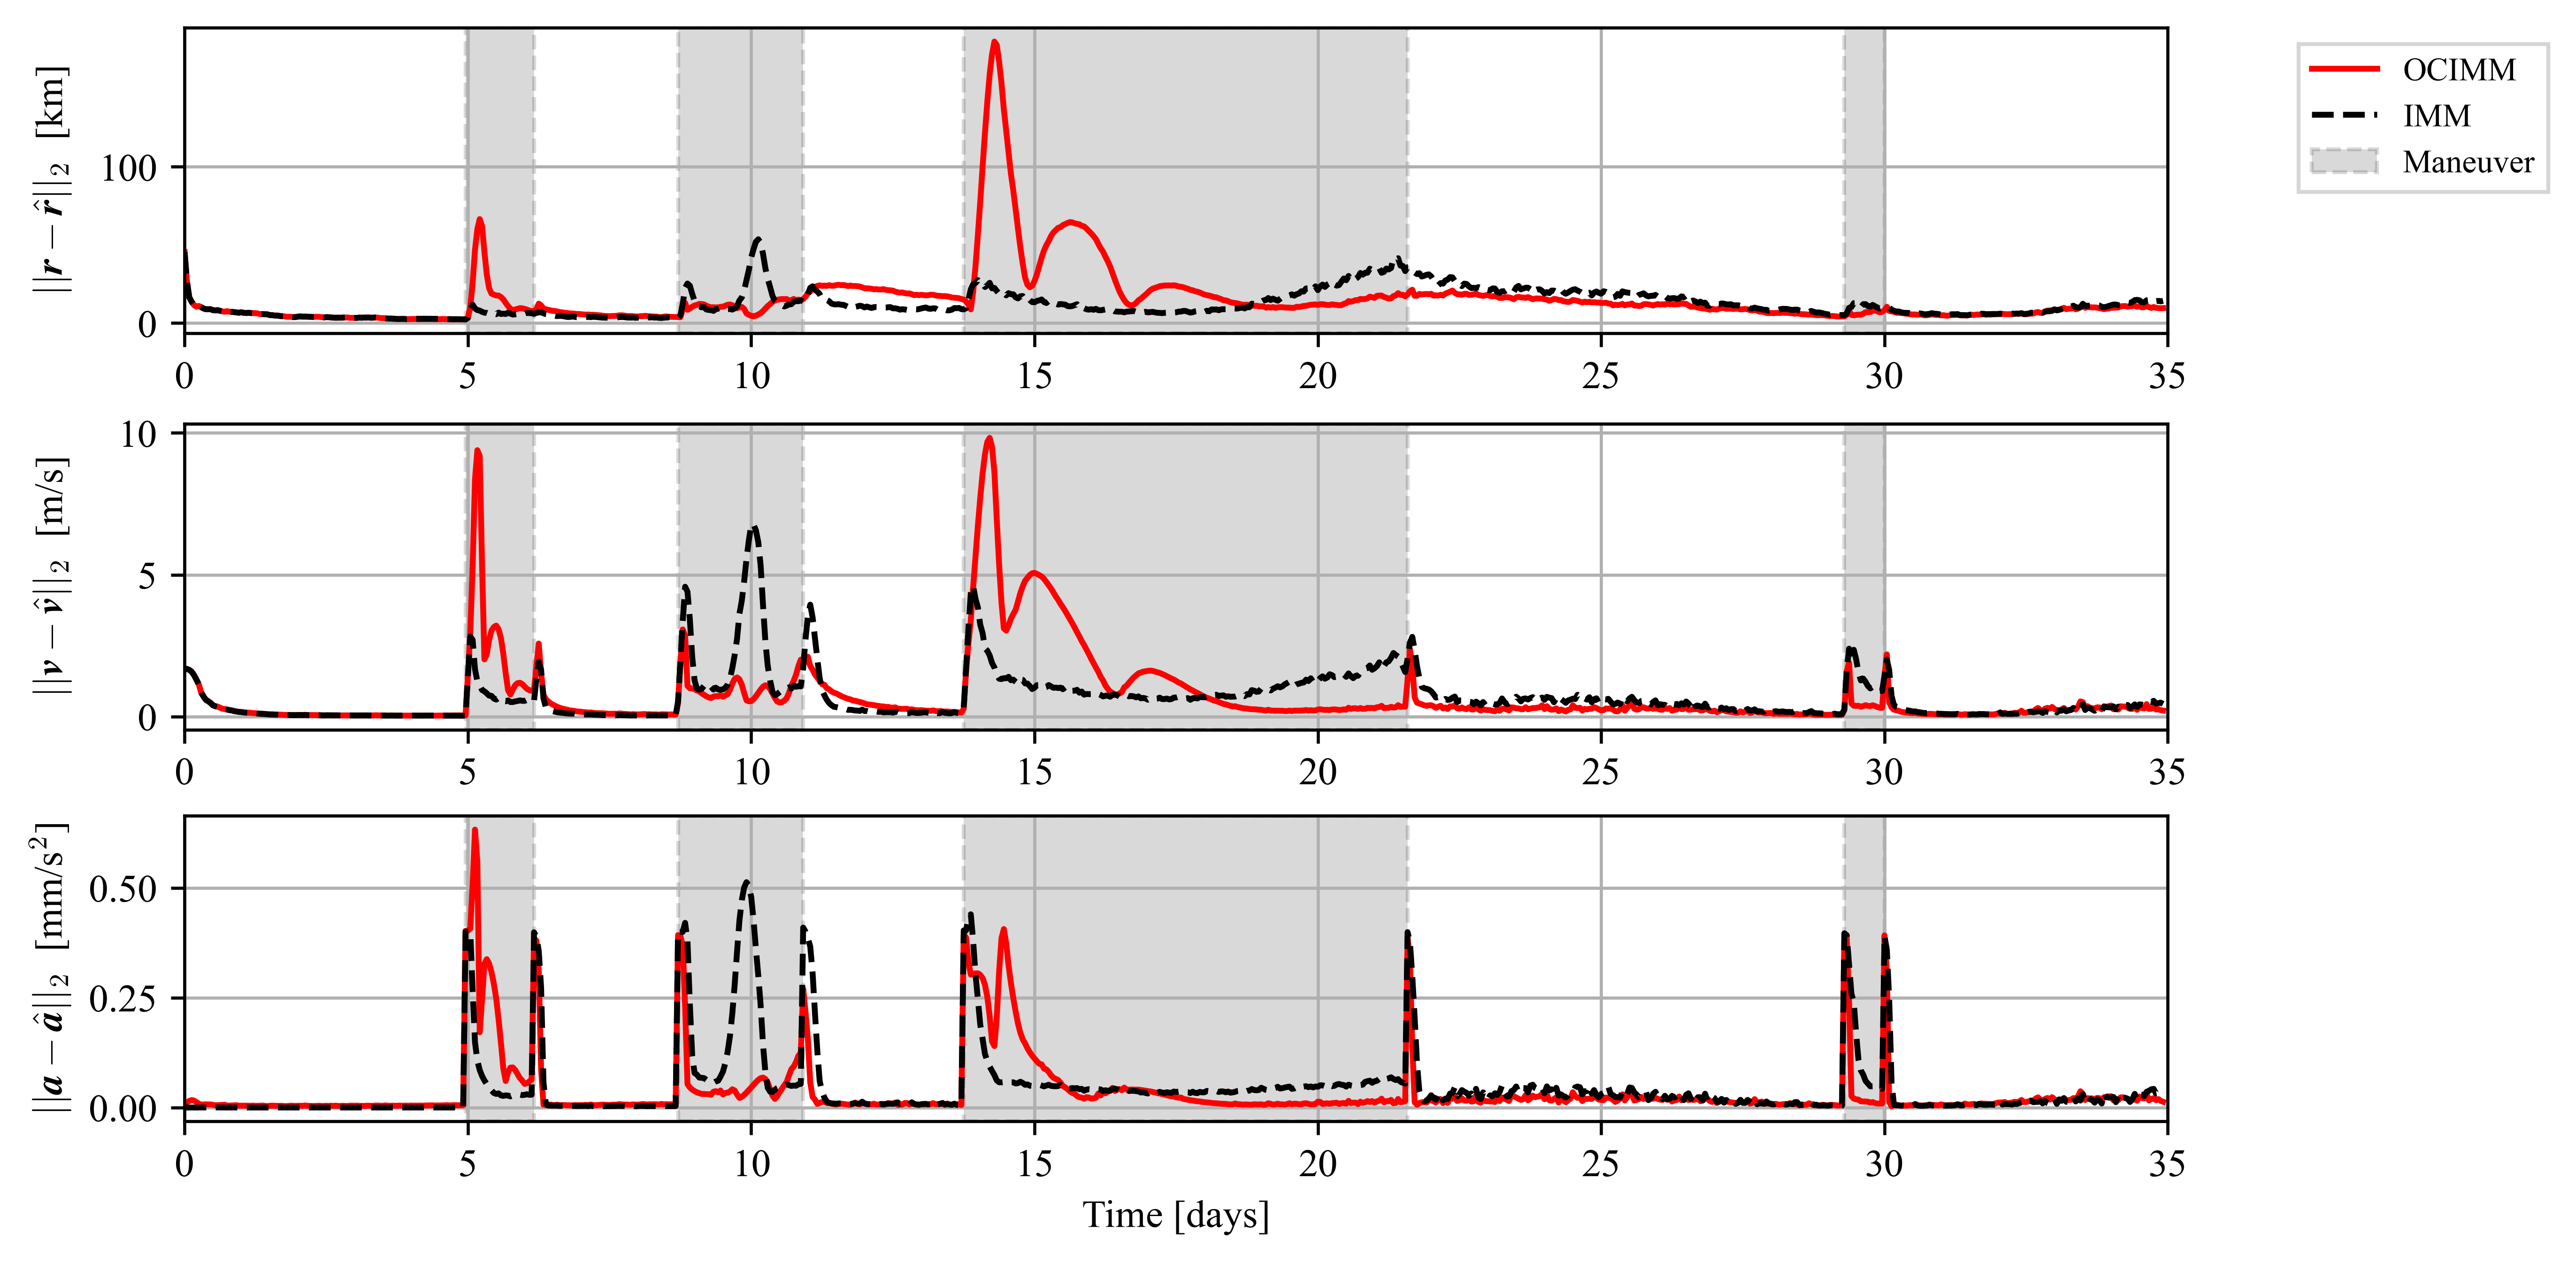 ||r − r̂||₂ [km]
100
0
0 5 10 15 20 25 30 35
OCIMM
IMM
Maneuver
||v − v̂||₂ [m/s]
10
5
0
0 5 10 15 20 25 30 35
||a − â||₂ [mm/s²]
0.50
0.25
0.00
0 5 10 15 20 25 30 35
Time [days]